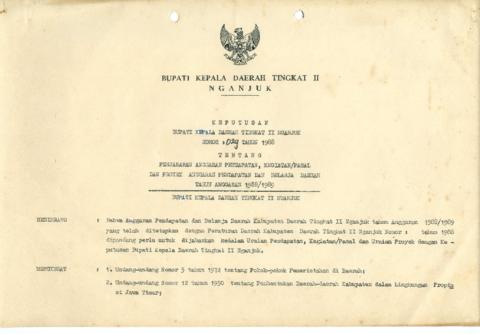 BUPATI KEPALA DAERAH TINGKAT II
NGANJUK
KEPUTUSAN
BUPATI KEPALA DAERAH TINGKAT II NGANJUK
NOMOR : TAHUN 1988
TENTANG
PENJABARAN ANGGARAN PENDAPATAN, KEGIATAN/PASAL
DAN PROYEK ANGGARAN PENDAPATAN DAN BELANJA DAERAH
TAHUN ANGGARAN 1988/1989
BUPATI KEPALA DAERAH TINGKAT II NGANJUK
MENIMBANG : Bahwa Anggaran Pendapatan dan Belanja Daerah Kabupaten Daerah Tingkat II Nganjuk tahun Anggaran 1988/1989
yang telah ditetapkan dengan Peraturan Daerah Kabupaten Daerah Tingkat II Nganjuk Nomor : tahun 1988
dipandang perlu untuk dijabarkan kedalam Uraian Pendapatan, Kegiatan/Pasal dan Uraian Proyek dengan Ke-
putusan Bupati Kepala Daerah Tingkat II Nganjuk.
MENGINGAT : 1. Undang-undang Nomor 5 tahun 1974 tentang Pokok-pokok Pemerintahan di Daerah;
2. Undang-undang Nomor 12 tahun 1950 tentang Pembentukan Daerah-daerah Kabupaten dalam Lingkungan Propin
si Jawa Timur;